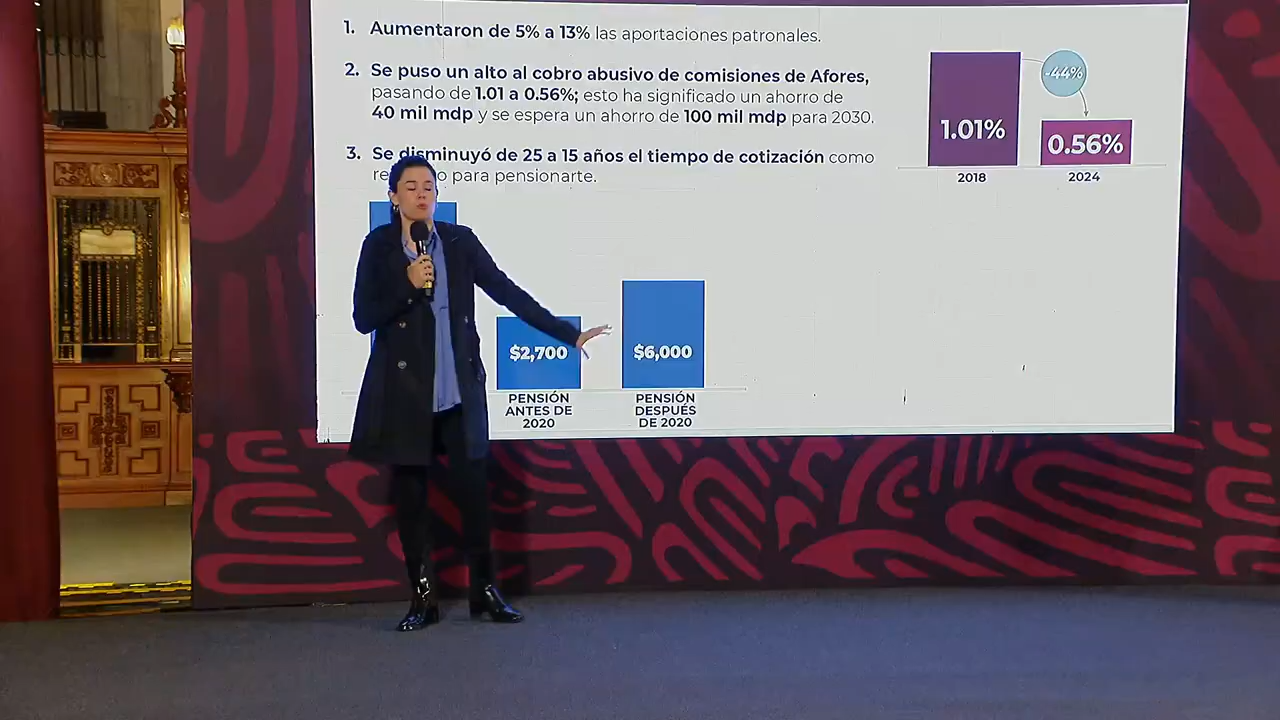 1. Aumentaron de 5% a 13% las aportaciones patronales.
2. Se puso un alto al cobro abusivo de comisiones de Afores,
pasando de 1.01 a 0.56%; esto ha significado un ahorro de
40 mil mdp y se espera un ahorro de 100 mil mdp para 2030.
3. Se disminuyó de 25 a 15 años el tiempo de cotización como
para pensionarte.
-44%
1.01%
0.56%
2018
2024
$2,700
$6,000
PENSIÓN
ANTES DE
2020
PENSIÓN
DESPUÉS
DE 2020